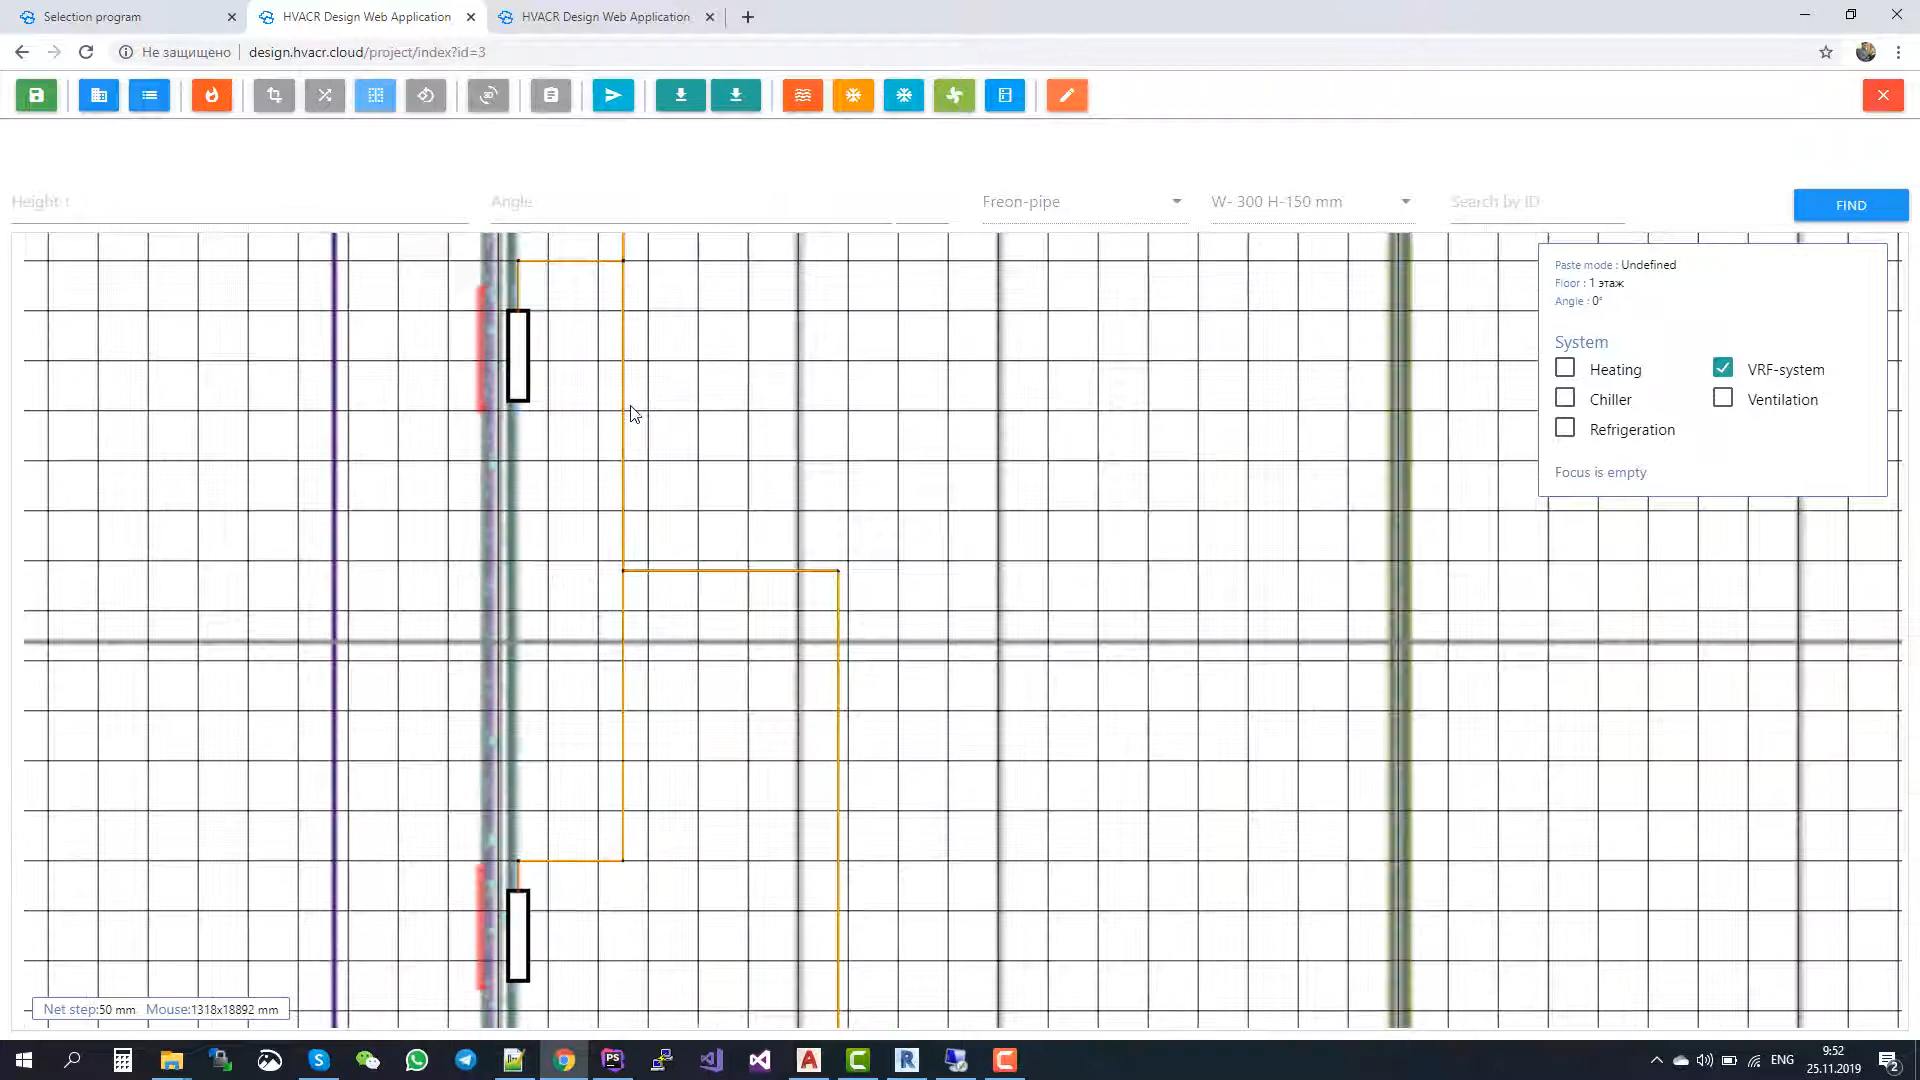 Selection program
HVACR Design Web Application
HVACR Design Web Application
Не защищено
design.hvacr.cloud/project/index?id=3
3D
Height
Angle
Freon-pipe
W- 300 H-150 mm
Search by ID
FIND
Paste mode : Undefined
Floor : 1 этаж
Angle : 0°
System
Heating
VRF-system
Chiller
Ventilation
Refrigeration
Focus is empty
Net step:50 mm Mouse:1318x18892 mm
ENG
9:52
25.11.2019
2